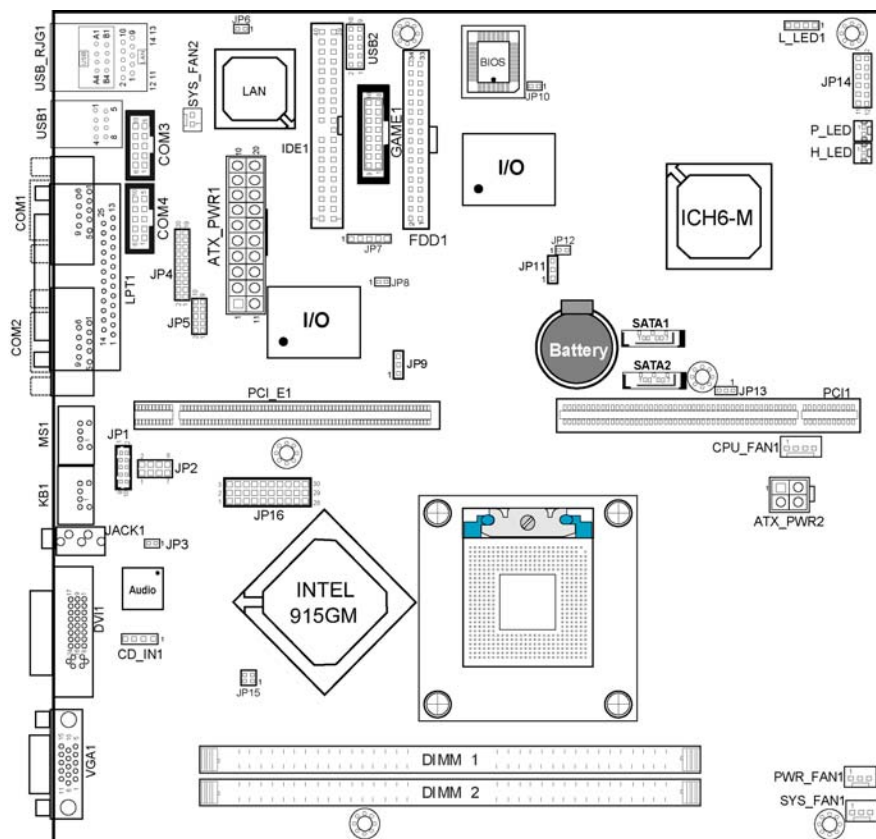 JP6
L_LED1
USB_RJG1
SYS_FAN2
LAN
USB2
BIOS
JP10
JP14
USB1
COM3
IDE1
GAME1
P_LED
H_LED
I/O
ICH6-M
COM1
COM4
ATX_PWR1
LPT1
JP4
JP7
FDD1
JP12
JP11
JP8
JP5
I/O
COM2
Battery
SATA1
SATA2
JP9
JP13
PCI_E1
PCI1
MS1
JP1
JP2
CPU_FAN1
KB1
JP16
ATX_PWR2
JACK1
JP3
Audio
INTEL
915GM
DVI1
CD_IN1
JP15
VGA1
DIMM 1
DIMM 2
PWR_FAN1
SYS_FAN1